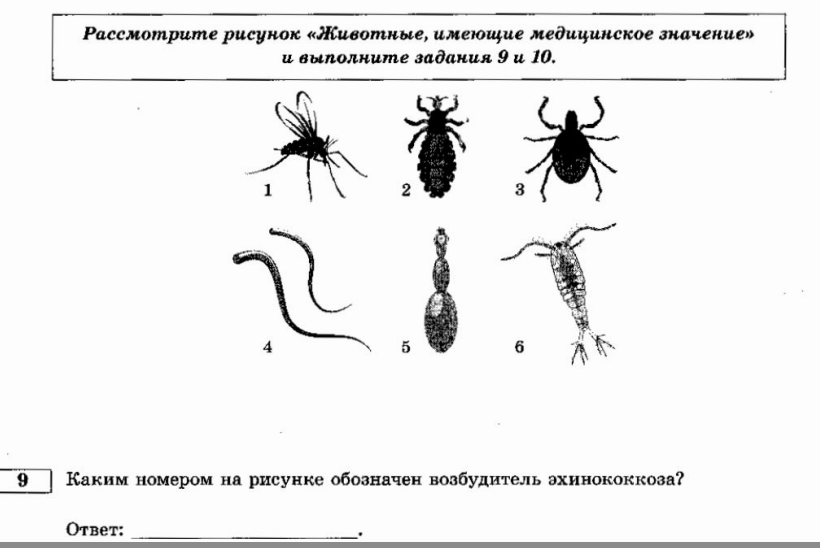 Рассмотрите рисунок «Животные, имеющие медицинское значение»
и выполните задания 9 и 10.
1
2
3
4
5
6
9 Каким номером на рисунке обозначен возбудитель эхинококкоза?
Ответ: ____________________.